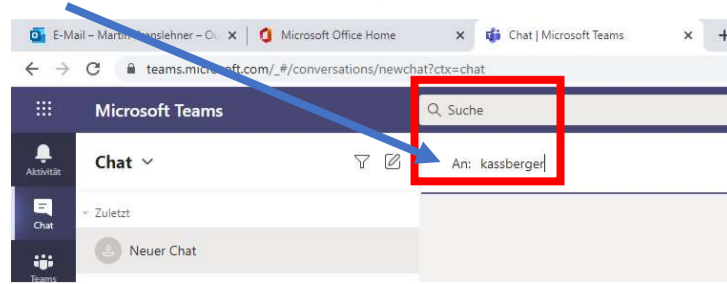 E-Mail – Martin
Microsoft Office Home
Chat | Microsoft Teams
teams.microsoft.com/_#/conversations/newchat?ctx=chat
Microsoft Teams
Suche
Aktivität
Chat
An: kassberger
Chat
Zuletzt
Neuer Chat
Teams